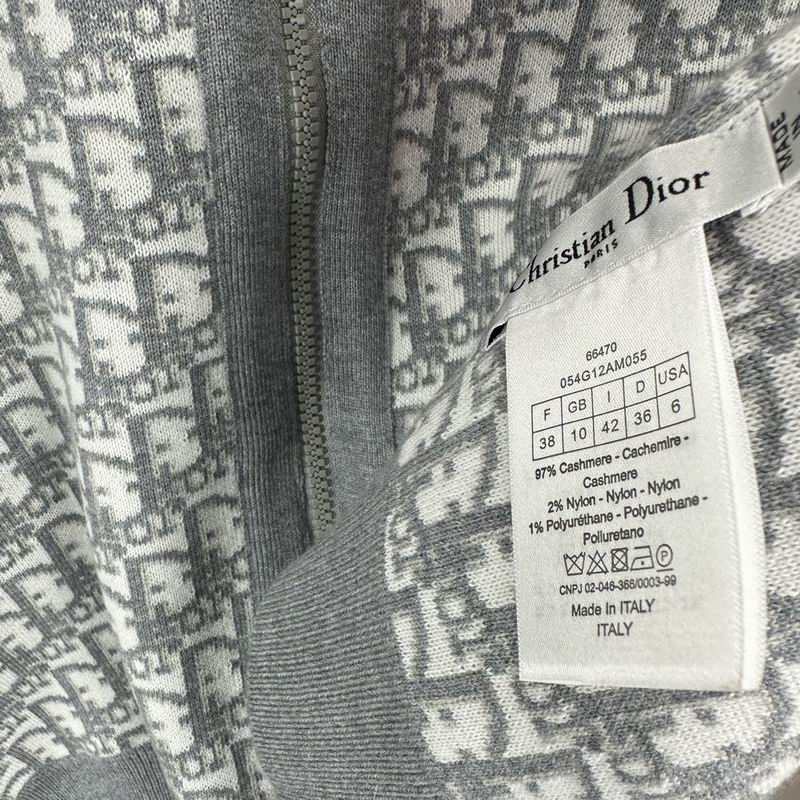 Christian Dior
PARIS
MADE
66470
054G12AM055
F GB I D USA
38 10 42 36 6
97% Cashmere - Cachemire -
Cashmere
2% Nylon - Nylon - Nylon
1% Polyuréthane - Polyurethane -
Poliuretano
CNPJ 02-046-366/0003-99
Made In ITALY
ITALY